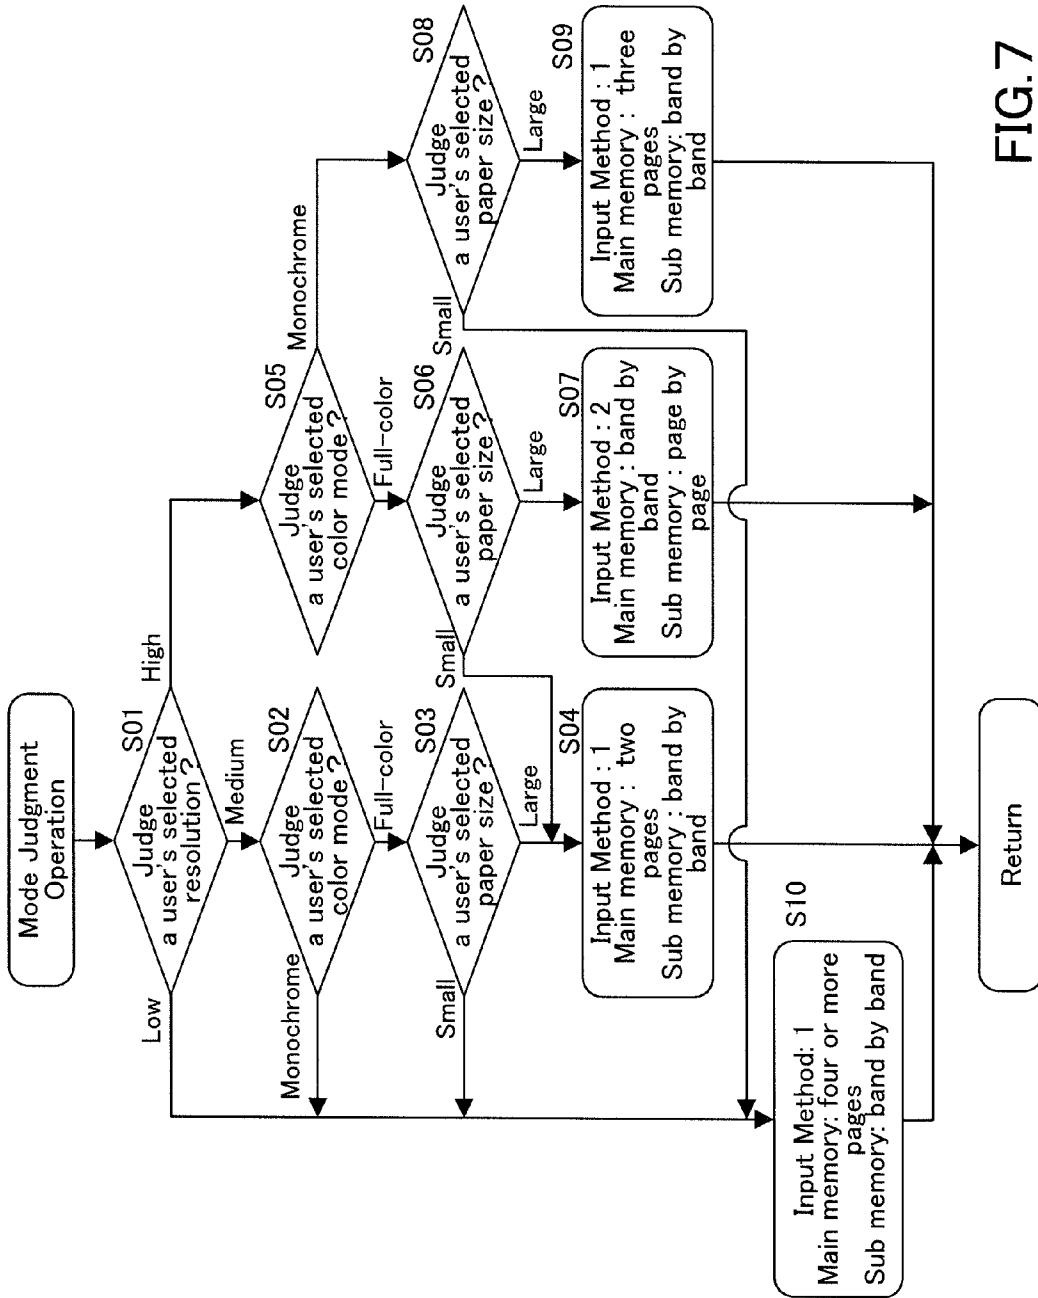 Mode Judgment
Operation
S01
Judge
a user's selected
resolution?
Low
Medium
High
S02
Judge
a user's selected
color mode?
Monochrome
Full-color
S05
Judge
a user's selected
color mode?
Full-color
Monochrome
S03
Judge
a user's selected
paper size?
Small
Large
S06
Judge
a user's selected
paper size?
Small
Large
S08
Judge
a user's selected
paper size?
Small
Large
S04
Input Method : 1
Main memory : two
pages
Sub memory : band by
band
S07
Input Method : 2
Main memory : band by
band
Sub memory : page by
page
S09
Input Method : 1
Main memory : three
pages
Sub memory: band by
band
S10
Input Method: 1
Main memory: four or more
pages
Sub memory: band by band
Return
FIG.7